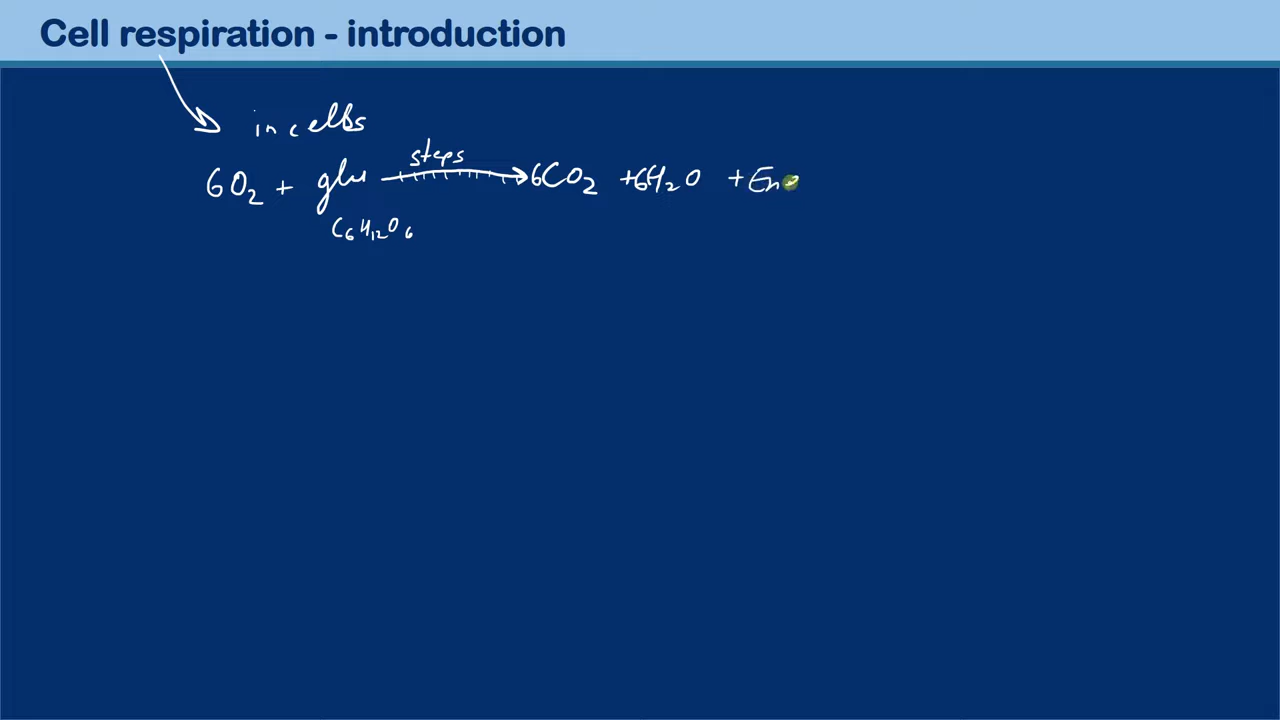 Cell respiration - introduction
in cells
steps
6O₂ + glu → 6CO₂ + 6H₂O + En
C₆H₁₂O₆